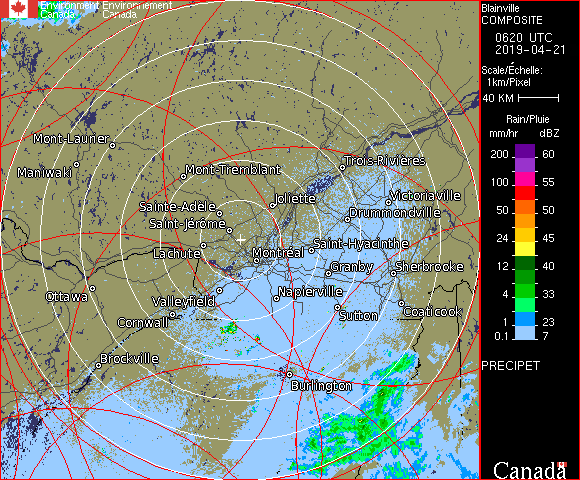 Environment Environnement
Canada Canada
Blainville
COMPOSITE
0620 UTC
2019-04-21
Scale/Échelle:
1km/Pixel
40 KM
Rain/Pluie
mm/hr dBZ
200 60
100 55
50 50
24 45
12 40
4 33
1 23
0.1 7
PRECIPET
Canada
Mont-Laurier
Maniwaki
Mont-Tremblant
Trois-Rivières
Joliette
Victoriaville
Sainte-Adèle
Drummondville
Saint-Jérôme
Lachute
Montréal
Saint-Hyacinthe
Granby
Sherbrooke
Ottawa
Valleyfield
Napierville
Cornwall
Sutton
Coaticook
Brockville
Burlington